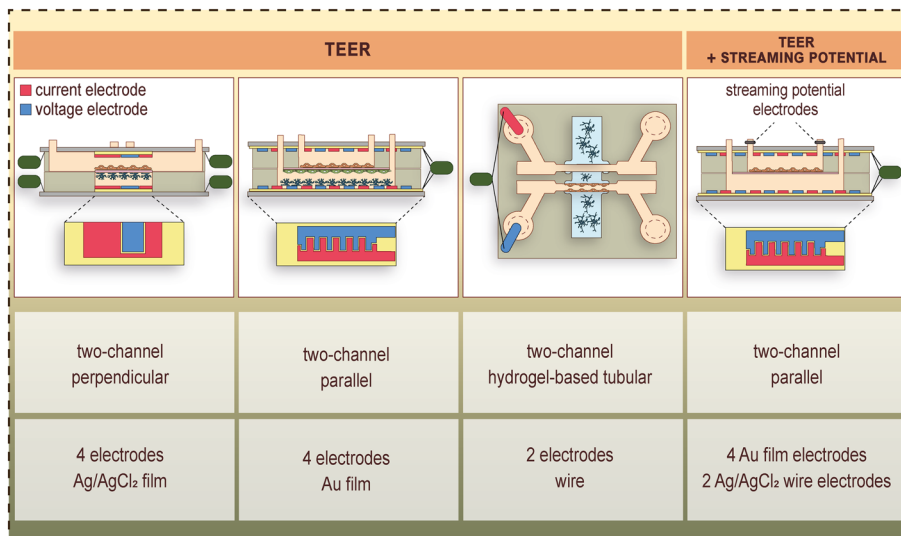 TEER
TEER
+ STREAMING POTENTIAL
current electrode
voltage electrode
streaming potential
electrodes
two-channel
perpendicular
two-channel
parallel
two-channel
hydrogel-based tubular
two-channel
parallel
4 electrodes
Ag/AgCl₂ film
4 electrodes
Au film
2 electrodes
wire
4 Au film electrodes
2 Ag/AgCl₂ wire electrodes